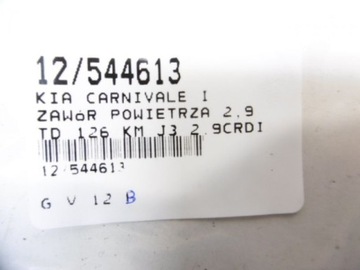 12/544613
KIA CARNIVALE I
ZAWóR POWIETRZA 2.9
TD 126 KM J3 2.9CRDI
12-544613
G V 12 B